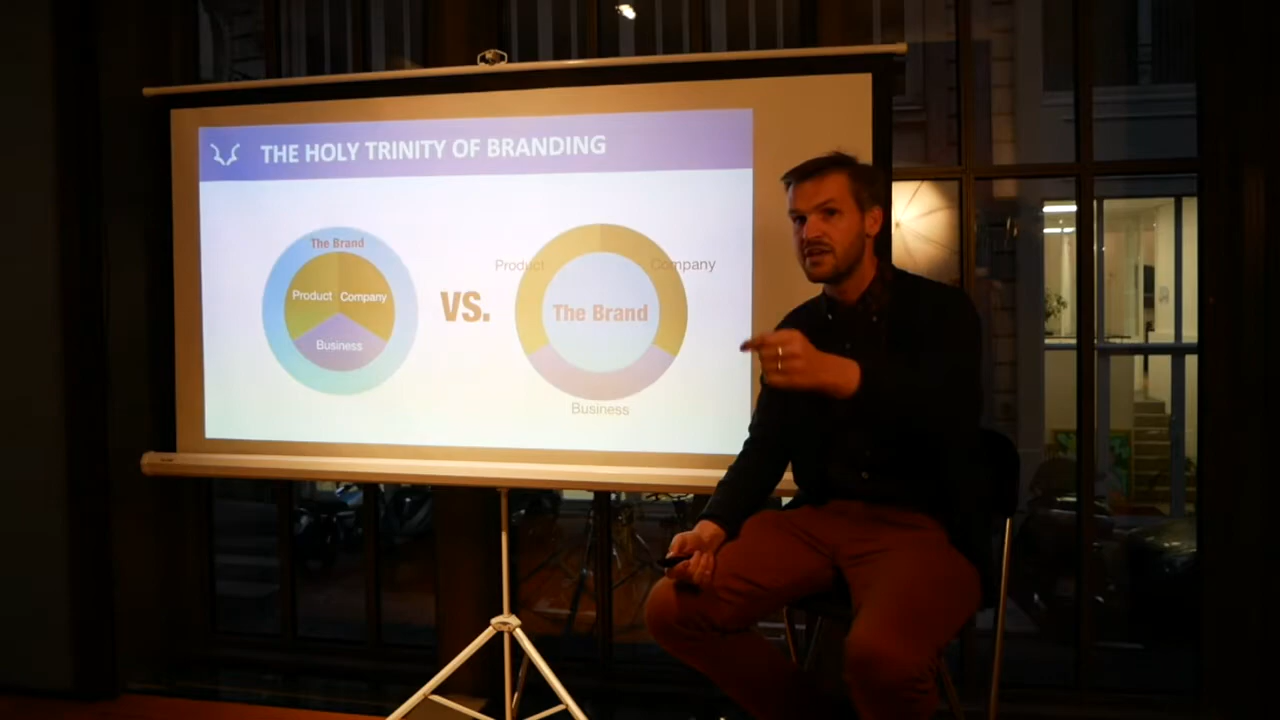 THE HOLY TRINITY OF BRANDING
The Brand
Product Company
Business
VS.
Product Company
The Brand
Business